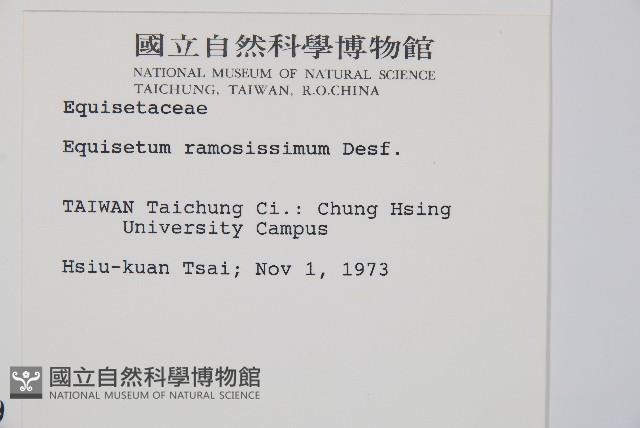 國立自然科學博物館
NATIONAL MUSEUM OF NATURAL SCIENCE
TAICHUNG, TAIWAN, R.O.CHINA
Equisetaceae
Equisetum ramosissimum Desf.
TAIWAN Taichung Ci.: Chung Hsing
University Campus
Hsiu-kuan Tsai; Nov 1, 1973
國立自然科學博物館
NATIONAL MUSEUM OF NATURAL SCIENCE